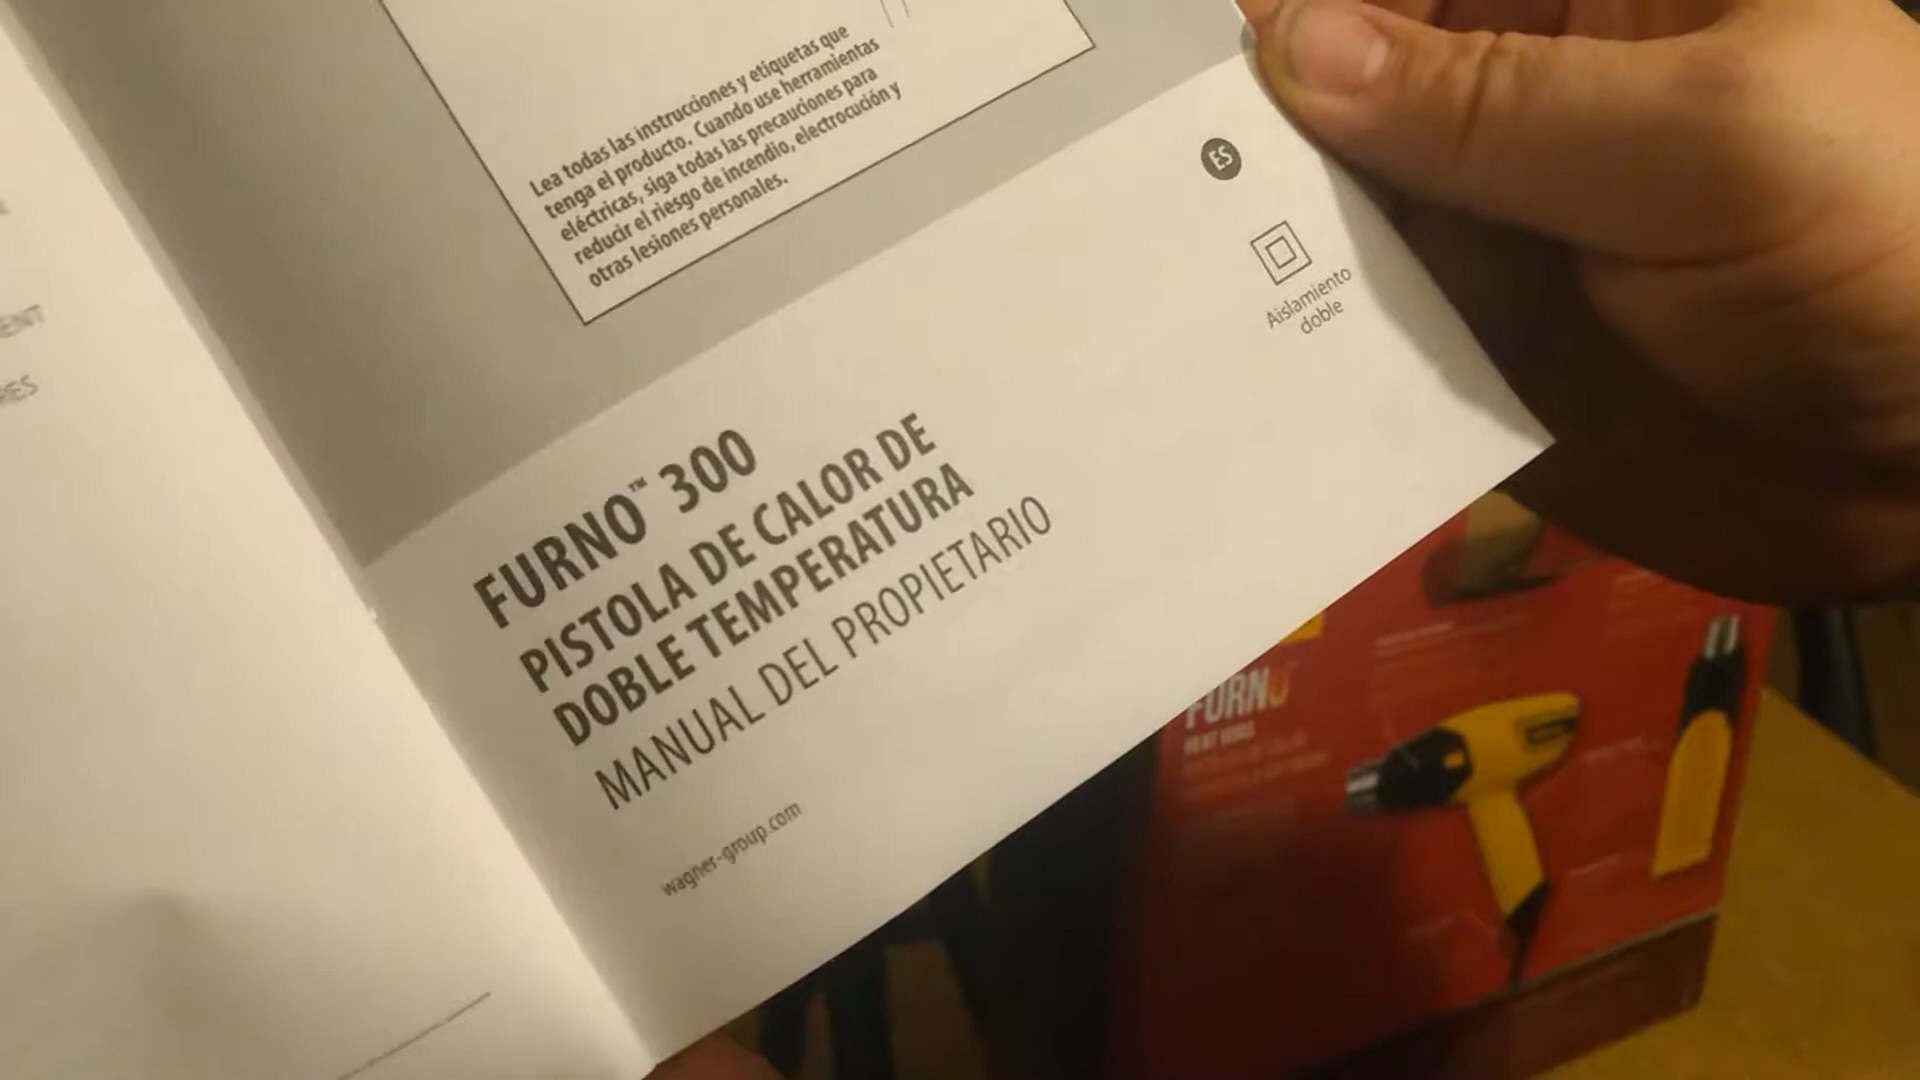 Lea todas las instrucciones y etiquetas que
tenga el producto. Cuando use herramientas
eléctricas, siga todas las precauciones para
reducir el riesgo de incendio, electrocución y
otras lesiones personales.
ES
Aislamiento
doble
FURNO™ 300
PISTOLA DE CALOR DE
DOBLE TEMPERATURA
MANUAL DEL PROPIETARIO
wagner-group.com
FURNO